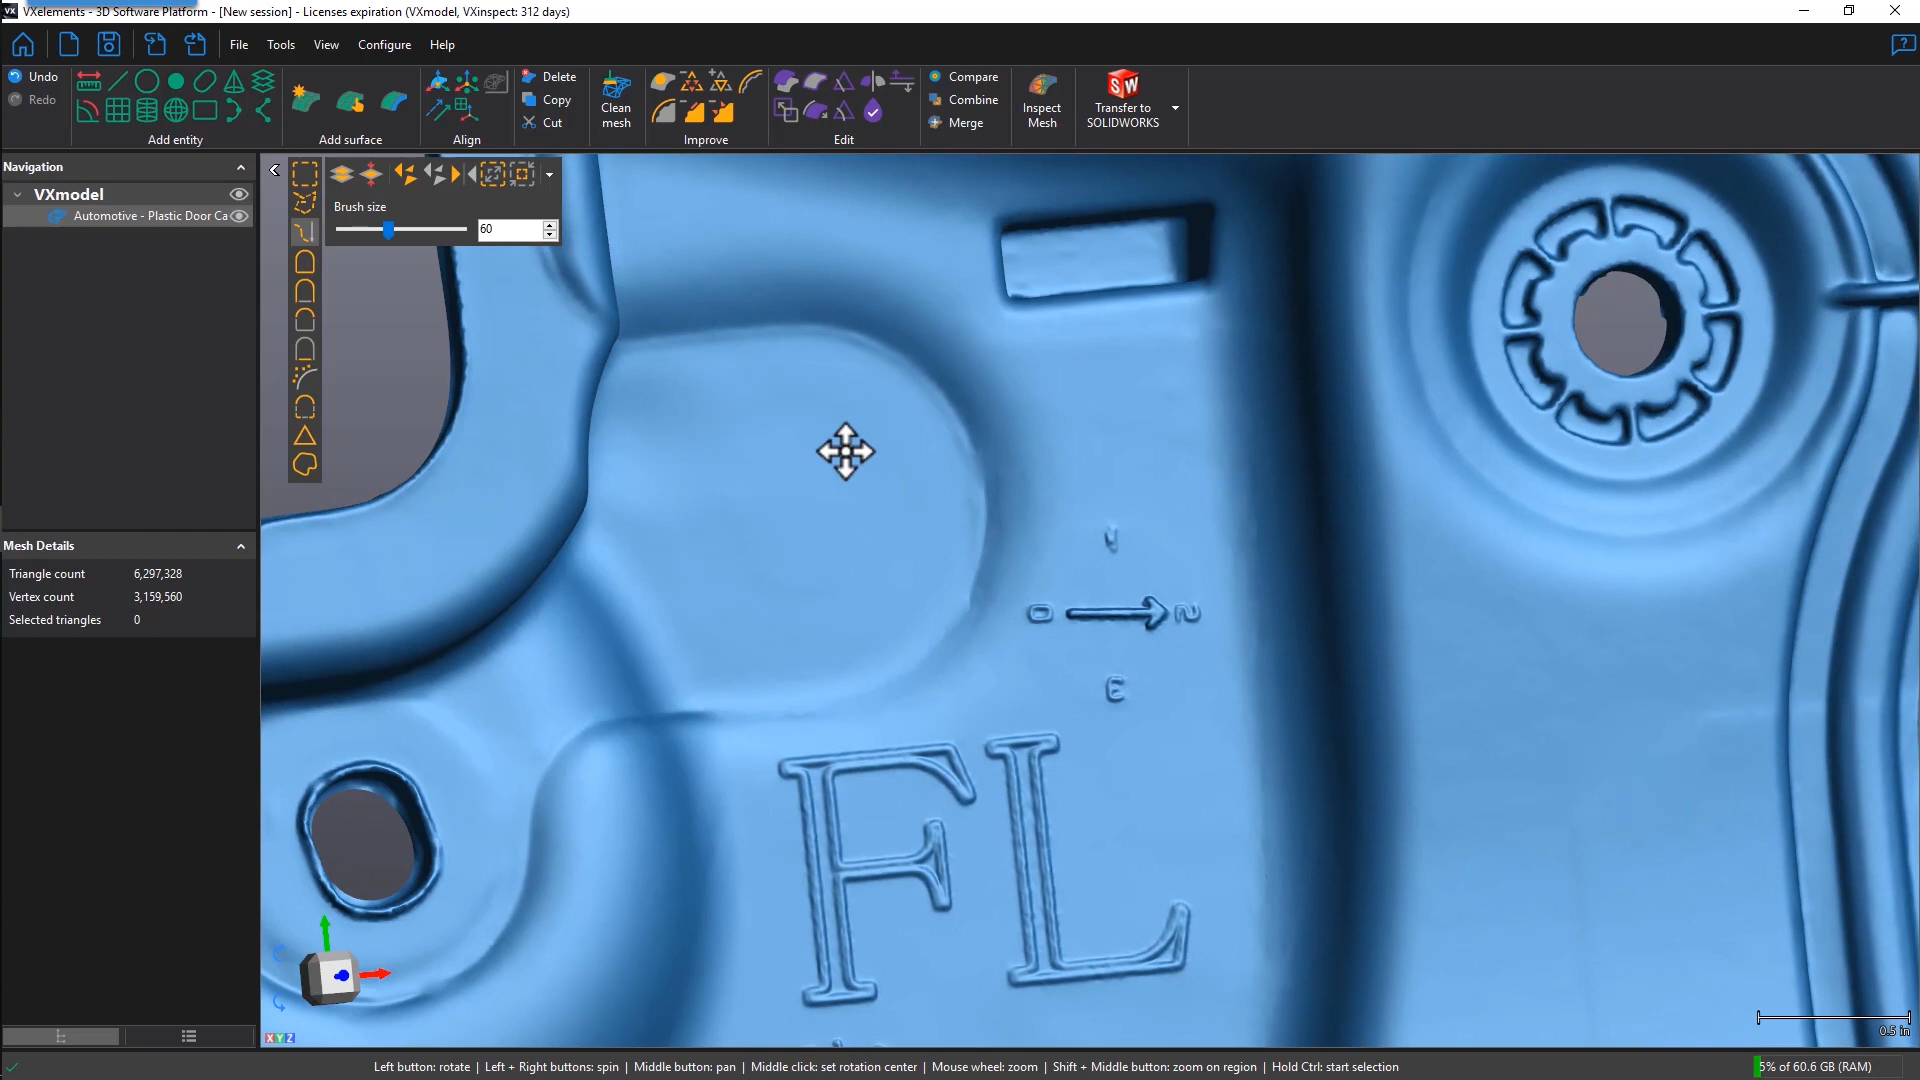 VXelements - 3D Software Platform - [New session] - Licenses expiration (VXmodel, VXinspect: 312 days)
File Tools View Configure Help
Undo
Redo
Add entity
Add surface
Align
Delete
Copy
Cut
Clean mesh
Improve
Edit
Compare
Combine
Merge
Inspect Mesh
SW
Transfer to SOLIDWORKS
Navigation
VXmodel
Automotive - Plastic Door Ca
Brush size
60
Mesh Details
Triangle count 6,297,328
Vertex count 3,159,560
Selected triangles 0
FL
XYZ
0.5 in
Left button: rotate | Left + Right buttons: spin | Middle button: pan | Middle click: set rotation center | Mouse wheel: zoom | Shift + Middle button: zoom on region | Hold Ctrl: start selection
5% of 60.6 GB (RAM)